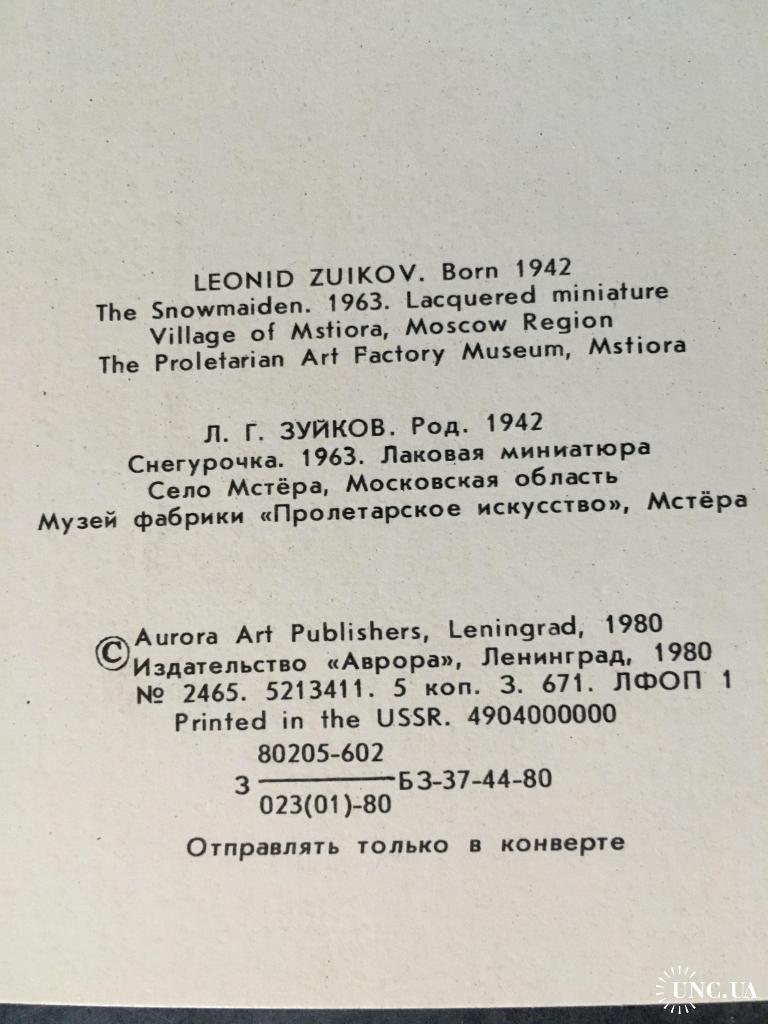 LEONID ZUIKOV. Born 1942
The Snowmaiden. 1963. Lacquered miniature
Village of Mstiora, Moscow Region
The Proletarian Art Factory Museum, Mstiora
Л. Г. ЗУЙКОВ. Род. 1942
Снегурочка. 1963. Лаковая миниатюра
Село Мстёра, Московская область
Музей фабрики «Пролетарское искусство», Мстёра
© Aurora Art Publishers, Leningrad, 1980
Издательство «Аврора», Ленинград, 1980
№ 2465. 5213411. 5 коп. З. 671. ЛФОП 1
Printed in the USSR. 4904000000
80205-602
З ———— БЗ-37-44-80
023(01)-80
Отправлять только в конверте
UNC.UA